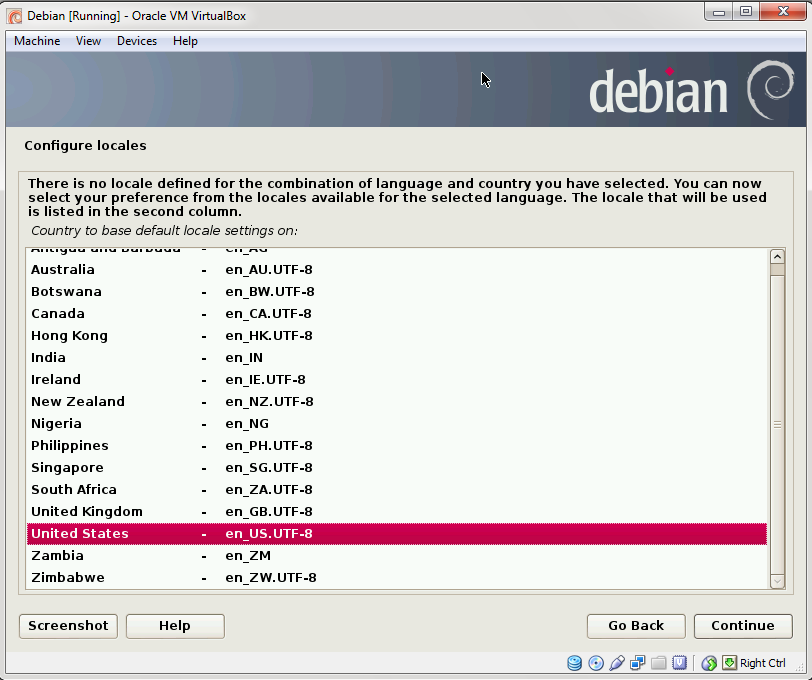 Debian [Running] - Oracle VM VirtualBox
Machine View Devices Help
debian
Configure locales
There is no locale defined for the combination of language and country you have selected. You can now
select your preference from the locales available for the selected language. The locale that will be used
is listed in the second column.
Country to base default locale settings on:
Antigua and Barbuda - en_AG
Australia - en_AU.UTF-8
Botswana - en_BW.UTF-8
Canada - en_CA.UTF-8
Hong Kong - en_HK.UTF-8
India - en_IN
Ireland - en_IE.UTF-8
New Zealand - en_NZ.UTF-8
Nigeria - en_NG
Philippines - en_PH.UTF-8
Singapore - en_SG.UTF-8
South Africa - en_ZA.UTF-8
United Kingdom - en_GB.UTF-8
United States - en_US.UTF-8
Zambia - en_ZM
Zimbabwe - en_ZW.UTF-8
Screenshot Help Go Back Continue
Right Ctrl